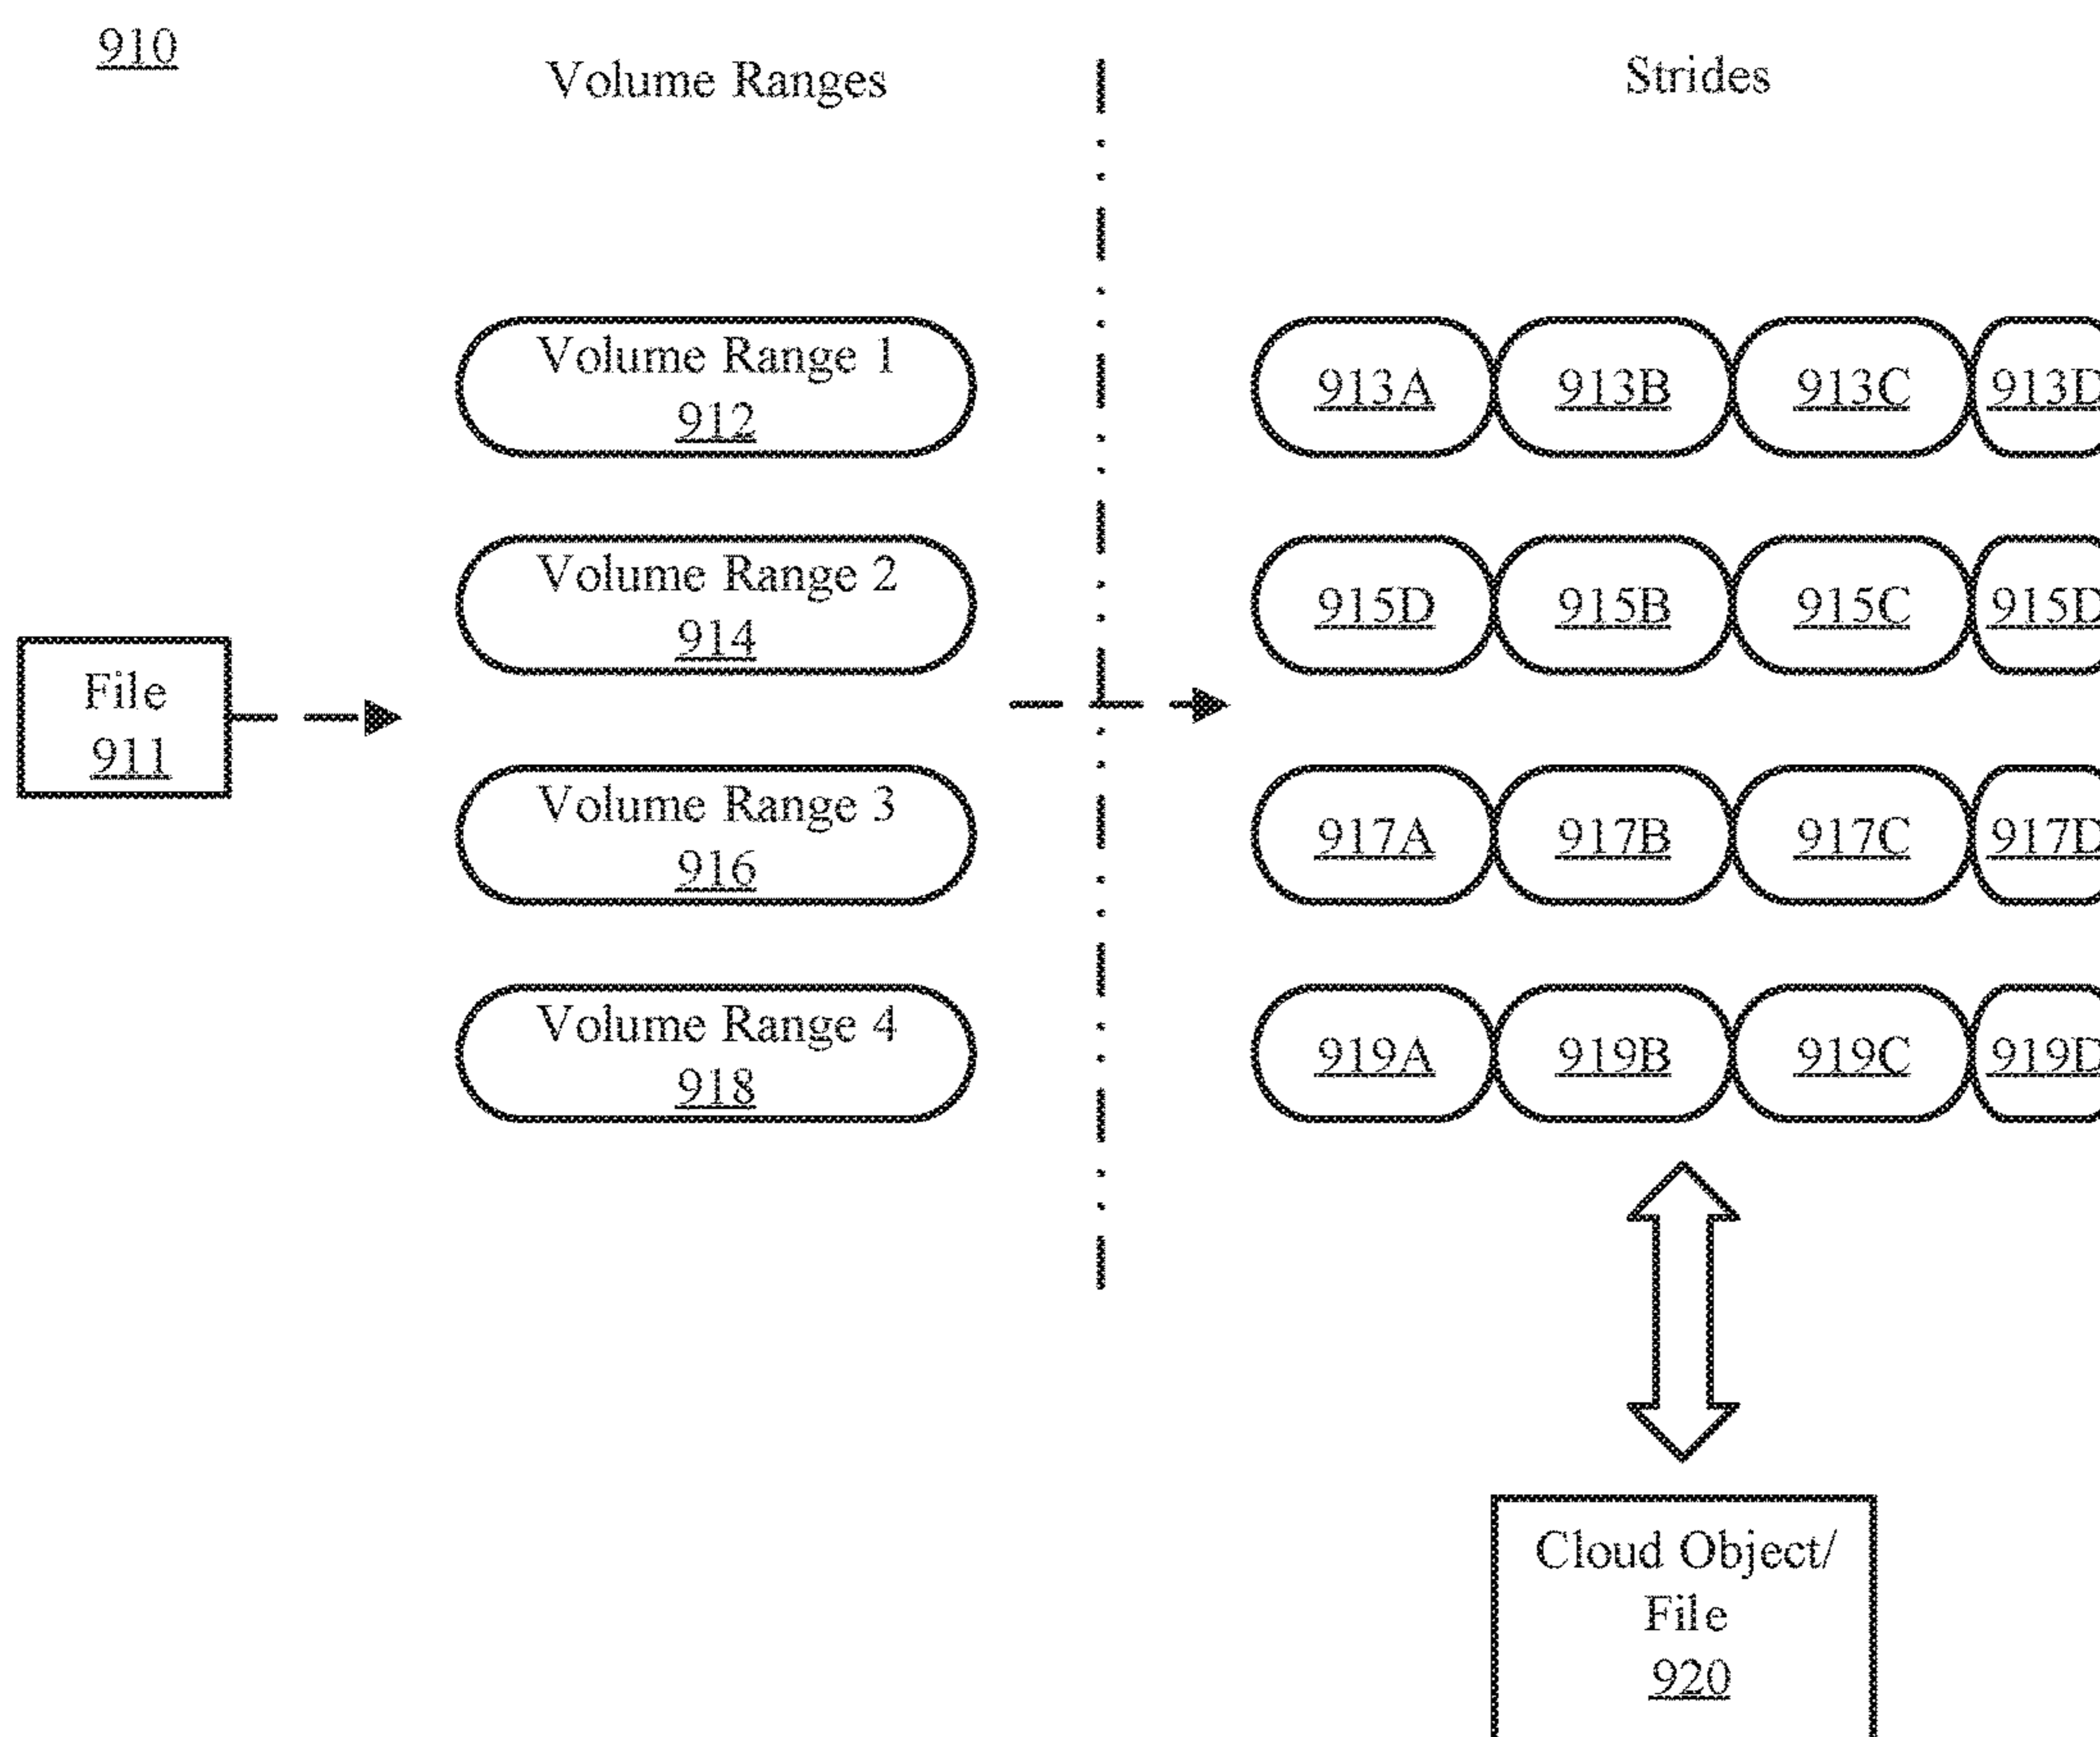 910
Volume Ranges
Strides
Volume Range 1
912
913A 913B 913C 913D
Volume Range 2
914
915D 915B 915C 915D
File
911
Volume Range 3
916
917A 917B 917C 917D
Volume Range 4
918
919A 919B 919C 919D
Cloud Object/
File
920